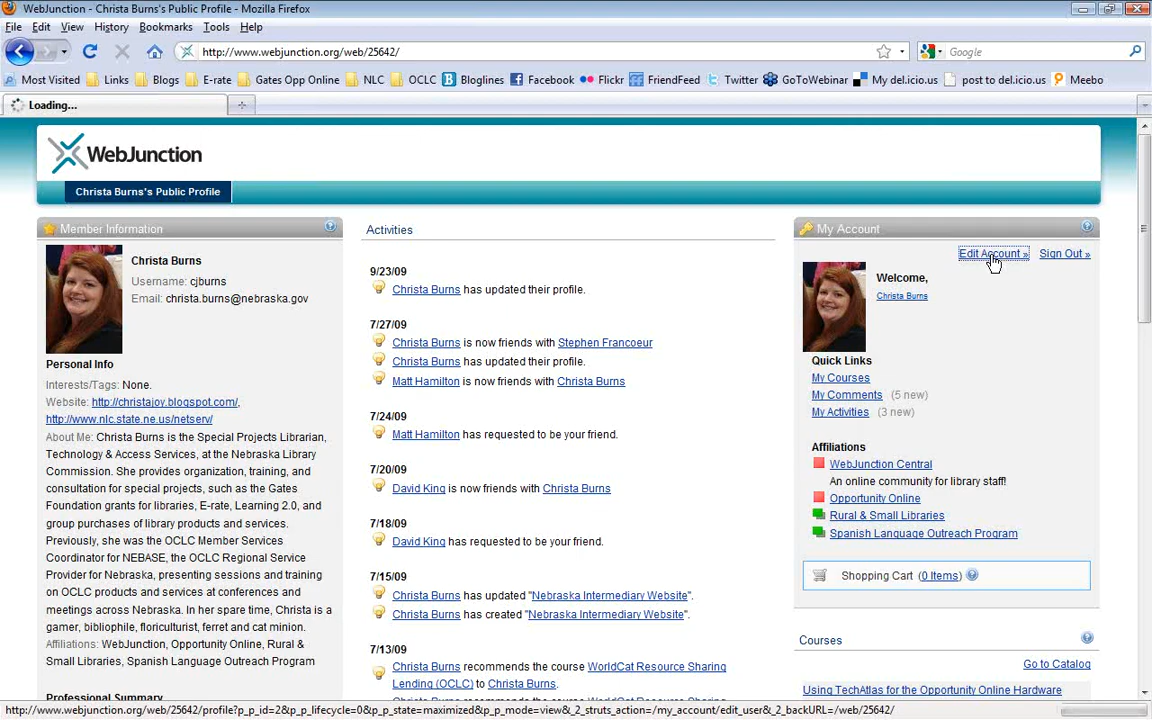 WebJunction - Christa Burns's Public Profile - Mozilla Firefox
File Edit View History Bookmarks Tools Help
http://www.webjunction.org/web/25642/
Google
Most Visited Links Blogs E-rate Gates Opp Online NLC OCLC Bloglines Facebook Flickr FriendFeed Twitter GoToWebinar My del.icio.us post to del.icio.us Meebo
Loading...
WebJunction
Christa Burns's Public Profile
Member Information
Christa Burns
Username: cjburns
Email: christa.burns@nebraska.gov
Personal Info
Interests/Tags: None.
Website: http://christajoy.blogspot.com/,
http://www.nlc.state.ne.us/netserv/
About Me: Christa Burns is the Special Projects Librarian,
Technology & Access Services, at the Nebraska Library
Commission. She provides organization, training, and
consultation for special projects, such as the Gates
Foundation grants for libraries, E-rate, Learning 2.0, and
group purchases of library products and services.
Previously, she was the OCLC Member Services
Coordinator for NEBASE, the OCLC Regional Service
Provider for Nebraska, presenting sessions and training
on OCLC products and services at conferences and
meetings across Nebraska. In her spare time, Christa is a
gamer, bibliophile, floriculturist, ferret and cat minion.
Affiliations: WebJunction, Opportunity Online, Rural &
Small Libraries, Spanish Language Outreach Program
Professional Summary
Activities
9/23/09
Christa Burns has updated their profile.
7/27/09
Christa Burns is now friends with Stephen Francoeur
Christa Burns has updated their profile.
Matt Hamilton is now friends with Christa Burns
7/24/09
Matt Hamilton has requested to be your friend.
7/20/09
David King is now friends with Christa Burns
7/18/09
David King has requested to be your friend.
7/15/09
Christa Burns has updated "Nebraska Intermediary Website".
Christa Burns has created "Nebraska Intermediary Website".
7/13/09
Christa Burns recommends the course WorldCat Resource Sharing
Lending (OCLC) to Christa Burns.
My Account
Edit Account » Sign Out »
Welcome,
Christa Burns
Quick Links
My Courses
My Comments (5 new)
My Activities (3 new)
Affiliations
WebJunction Central
An online community for library staff!
Opportunity Online
Rural & Small Libraries
Spanish Language Outreach Program
Shopping Cart (0 Items)
Courses
Go to Catalog
Using TechAtlas for the Opportunity Online Hardware
http://www.webjunction.org/web/25642/profile?p_p_id=2&p_p_lifecycle=0&p_p_state=maximized&p_p_mode=view&_2_struts_action=/my_account/edit_user&_2_backURL=/web/25642/